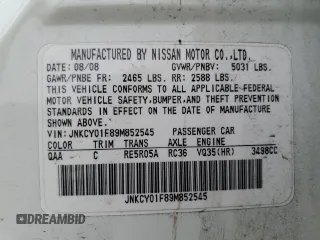 MANUFACTURED BY NISSAN MOTOR CO.,LTD.
DATE:08/08 GVWR/PNBV: 5031 LBS.
GAWR/PNBE FR: 2465 LBS. RR: 2588 LBS.
THIS VEHICLE CONFORMS TO ALL APPLICABLE FEDERAL
MOTOR VEHICLE SAFETY,BUMPER,AND THEFT PREVENTION
STANDARDS IN EFFECT ON THE DATE OF MANUFACTURE
SHOWN ABOVE.
VIN: JNKCY01F89M852545 PASSENGER CAR
COLOR TRIM TRANS AXLE ENGINE
QAA - C RE5R05A RC36 VQ35(HR) 3498CC
JNKCY01F89M852545